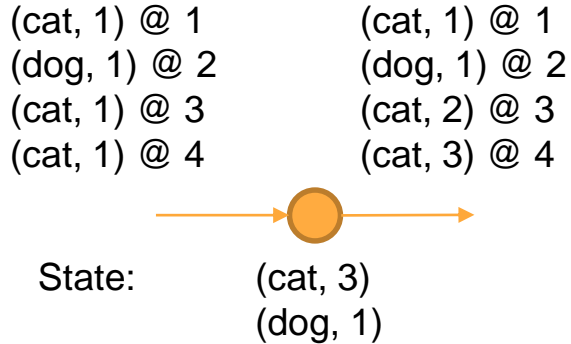 (cat, 1) @ 1
(dog, 1) @ 2
(cat, 1) @ 3
(cat, 1) @ 4
(cat, 1) @ 1
(dog, 1) @ 2
(cat, 2) @ 3
(cat, 3) @ 4
State: (cat, 3)
(dog, 1)